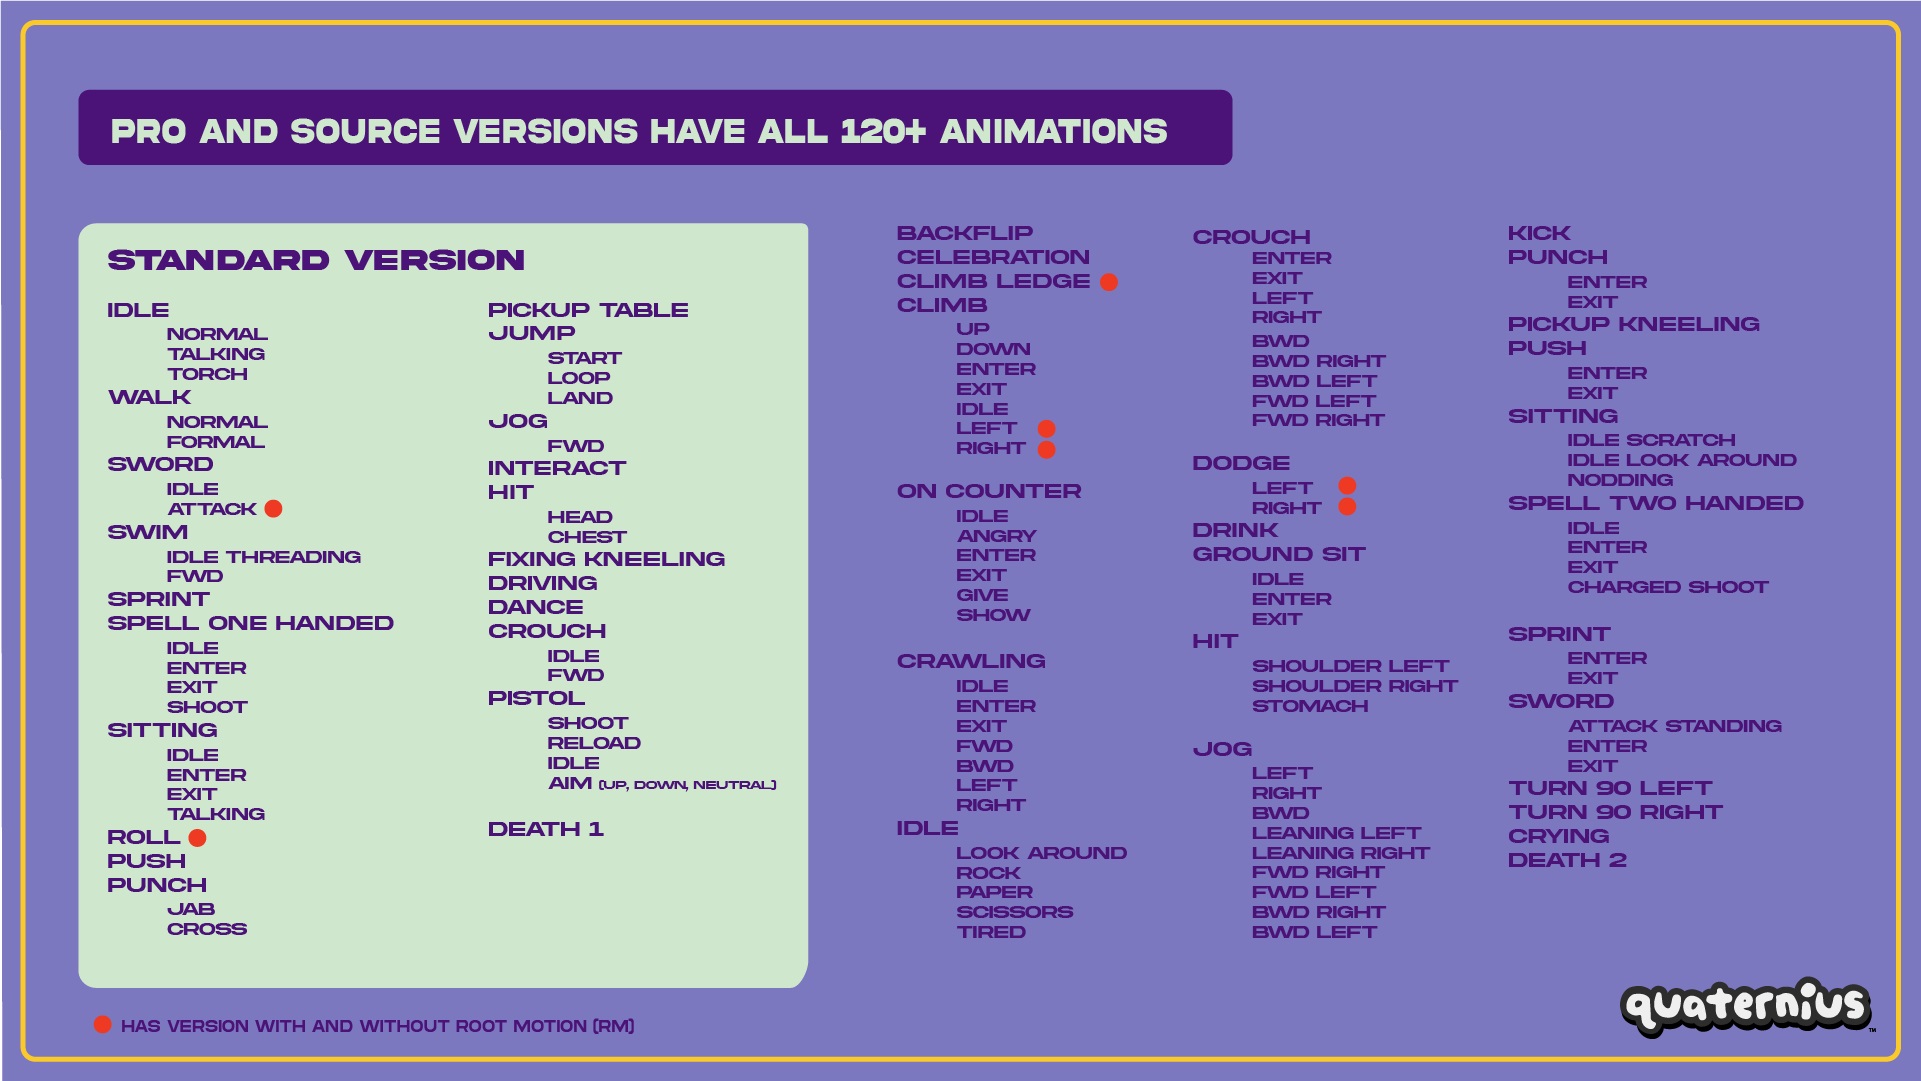 PRO AND SOURCE VERSIONS HAVE ALL 120+ ANIMATIONS
STANDARD VERSION
IDLE
NORMAL
TALKING
TORCH
WALK
NORMAL
FORMAL
SWORD
IDLE
ATTACK
SWIM
IDLE THREADING
FWD
SPRINT
SPELL ONE HANDED
IDLE
ENTER
EXIT
SHOOT
SITTING
IDLE
ENTER
EXIT
TALKING
ROLL
PUSH
PUNCH
JAB
CROSS
PICKUP TABLE
JUMP
START
LOOP
LAND
JOG
FWD
INTERACT
HIT
HEAD
CHEST
FIXING KNEELING
DRIVING
DANCE
CROUCH
IDLE
FWD
PISTOL
SHOOT
RELOAD
IDLE
AIM (UP, DOWN, NEUTRAL)
DEATH 1
BACKFLIP
CELEBRATION
CLIMB LEDGE
CLIMB
UP
DOWN
ENTER
EXIT
IDLE
LEFT
RIGHT
ON COUNTER
IDLE
ANGRY
ENTER
EXIT
GIVE
SHOW
CRAWLING
IDLE
ENTER
EXIT
FWD
BWD
LEFT
RIGHT
IDLE
LOOK AROUND
ROCK
PAPER
SCISSORS
TIRED
CROUCH
ENTER
EXIT
LEFT
RIGHT
BWD
BWD RIGHT
BWD LEFT
FWD LEFT
FWD RIGHT
DODGE
LEFT
RIGHT
DRINK
GROUND SIT
IDLE
ENTER
EXIT
HIT
SHOULDER LEFT
SHOULDER RIGHT
STOMACH
JOG
LEFT
RIGHT
BWD
LEANING LEFT
LEANING RIGHT
FWD RIGHT
FWD LEFT
BWD RIGHT
BWD LEFT
KICK
PUNCH
ENTER
EXIT
PICKUP KNEELING
PUSH
ENTER
EXIT
SITTING
IDLE SCRATCH
IDLE LOOK AROUND
NODDING
SPELL TWO HANDED
IDLE
ENTER
EXIT
CHARGED SHOOT
SPRINT
ENTER
EXIT
SWORD
ATTACK STANDING
ENTER
EXIT
TURN 90 LEFT
TURN 90 RIGHT
CRYING
DEATH 2
HAS VERSION WITH AND WITHOUT ROOT MOTION (RM)
quaternius™